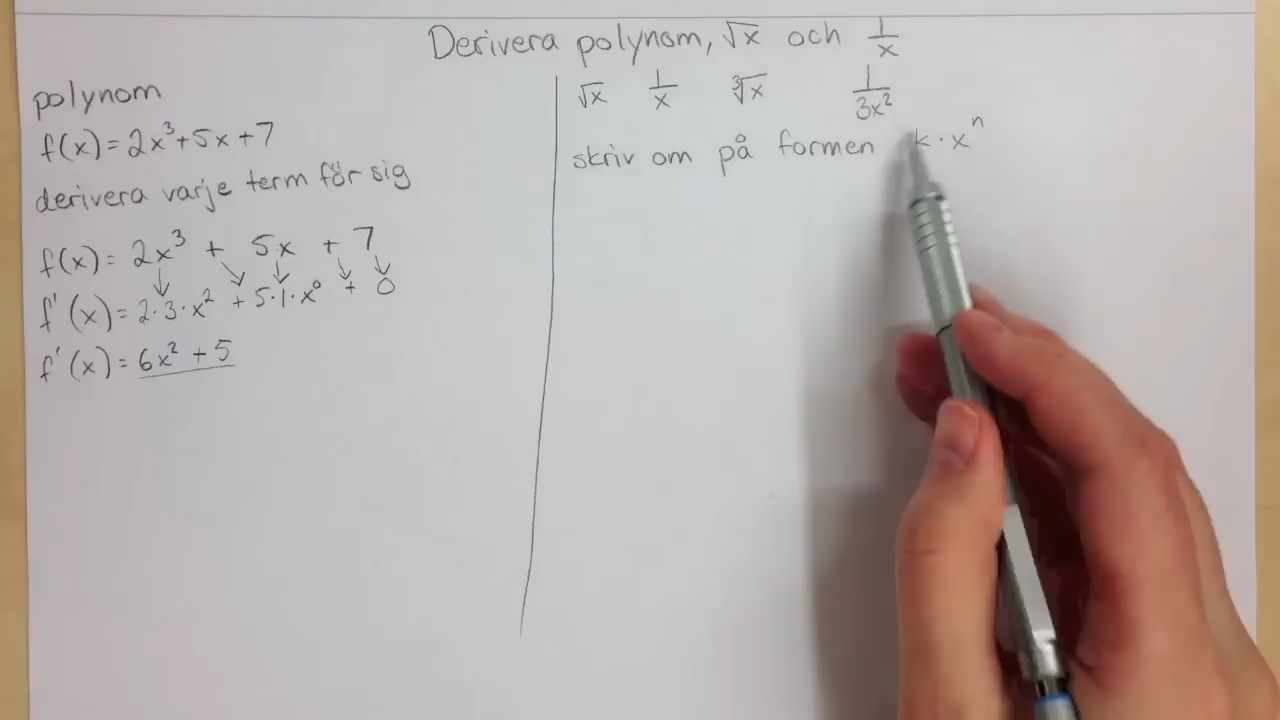 Derivera polynom, √x och 1/x
polynom
f(x)=2x³+5x+7
derivera varje term för sig
f(x)= 2x³ + 5x + 7
↓ ↘ ↓ ↓ ↓
f'(x)= 2·3·x² + 5·1·x⁰ + 0
f'(x)= 6x² + 5
√x 1/x ∛x 1/3x²
skriv om på formen k·xⁿ